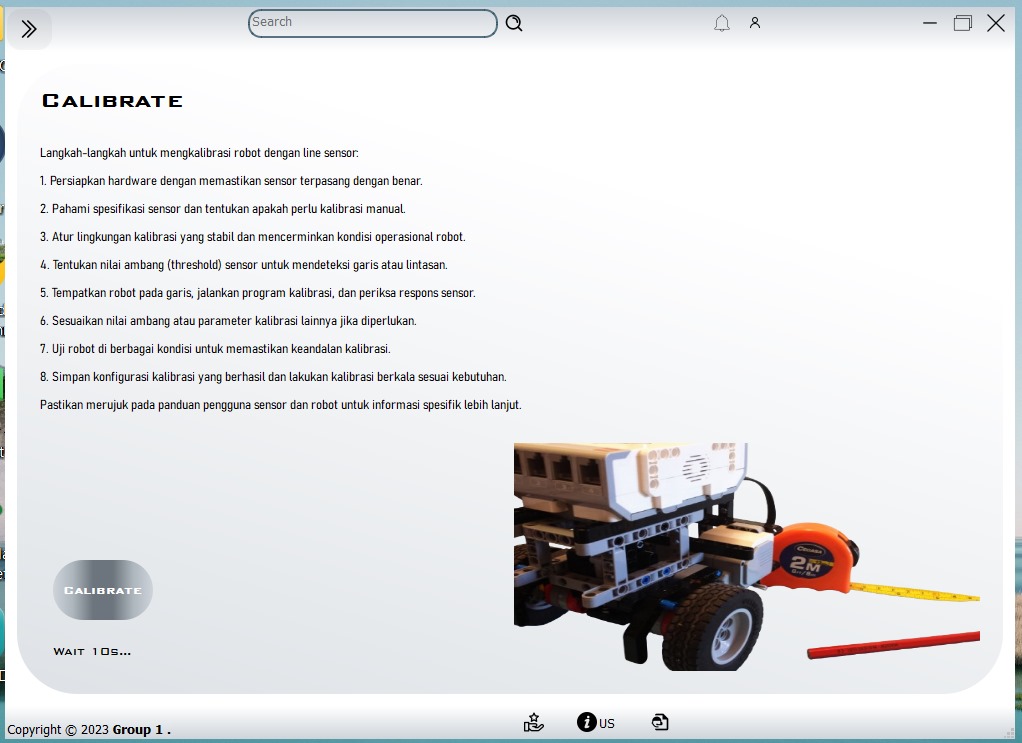 Search
CALIBRATE
Langkah-langkah untuk mengkalibrasi robot dengan line sensor:
1. Persiapkan hardware dengan memastikan sensor terpasang dengan benar.
2. Pahami spesifikasi sensor dan tentukan apakah perlu kalibrasi manual.
3. Atur lingkungan kalibrasi yang stabil dan mencerminkan kondisi operasional robot.
4. Tentukan nilai ambang (threshold) sensor untuk mendeteksi garis atau lintasan.
5. Tempatkan robot pada garis, jalankan program kalibrasi, dan periksa respons sensor.
6. Sesuaikan nilai ambang atau parameter kalibrasi lainnya jika diperlukan.
7. Uji robot di berbagai kondisi untuk memastikan keandalan kalibrasi.
8. Simpan konfigurasi kalibrasi yang berhasil dan lakukan kalibrasi berkala sesuai kebutuhan.
Pastikan merujuk pada panduan pengguna sensor dan robot untuk informasi spesifik lebih lanjut.
2M
CALIBRATE
WAIT 10S...
US
Copyright © 2023 Group 1 .